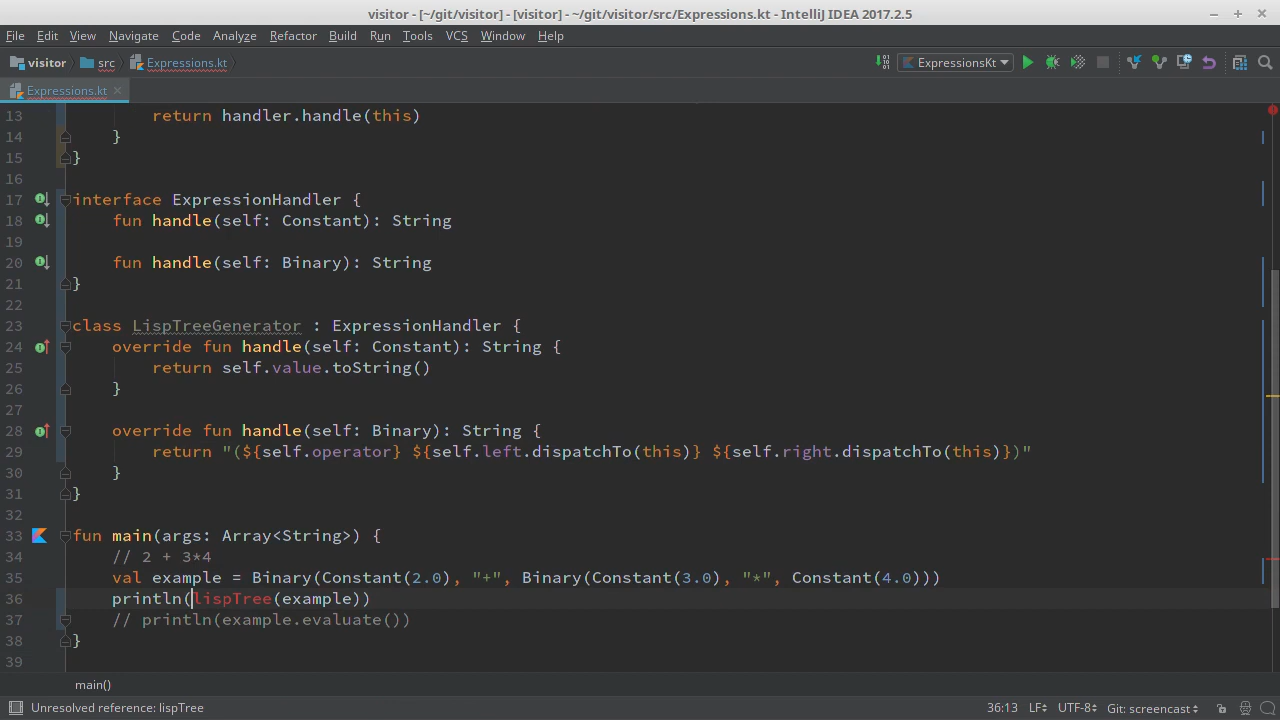 visitor - [~/git/visitor] - [visitor] - ~/git/visitor/src/Expressions.kt - IntelliJ IDEA 2017.2.5
File Edit View Navigate Code Analyze Refactor Build Run Tools VCS Window Help
visitor src Expressions.kt ExpressionsKt
Expressions.kt
13 return handler.handle(this)
14 }
15 }
16
17 interface ExpressionHandler {
18 fun handle(self: Constant): String
19
20 fun handle(self: Binary): String
21 }
22
23 class LispTreeGenerator : ExpressionHandler {
24 override fun handle(self: Constant): String {
25 return self.value.toString()
26 }
27
28 override fun handle(self: Binary): String {
29 return "(${self.operator} ${self.left.dispatchTo(this)} ${self.right.dispatchTo(this)})"
30 }
31 }
32
33 fun main(args: Array<String>) {
34 // 2 + 3*4
35 val example = Binary(Constant(2.0), "+", Binary(Constant(3.0), "*", Constant(4.0)))
36 println(lispTree(example))
37 // println(example.evaluate())
38 }
39
main()
Unresolved reference: lispTree 36:13 LF UTF-8 Git: screencast